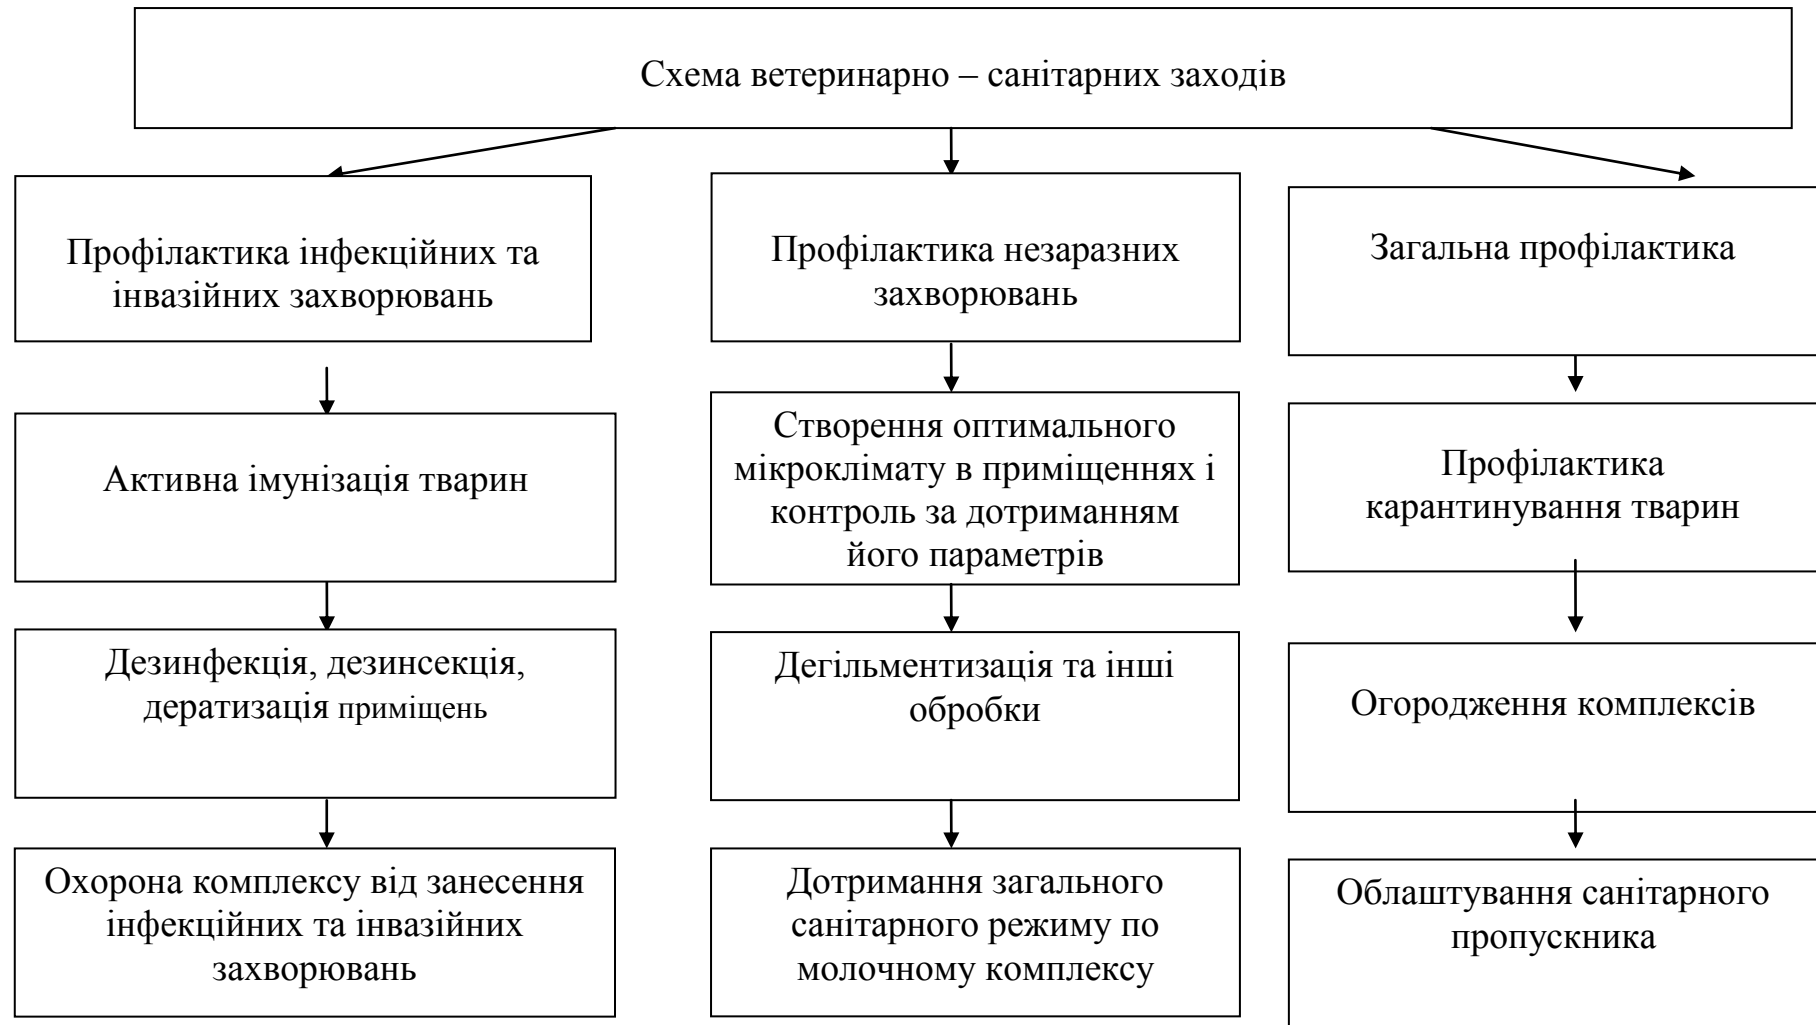 Схема ветеринарно – санітарних заходів
Профілактика інфекційних та
інвазійних захворювань
Профілактика незаразних
захворювань
Загальна профілактика
Активна імунізація тварин
Створення оптимального
мікроклімату в приміщеннях і
контроль за дотриманням
його параметрів
Профілактика
карантинування тварин
Дезинфекція, дезинсекція,
дератизація приміщень
Дегільментизація та інші
обробки
Огородження комплексів
Охорона комплексу від занесення
інфекційних та інвазійних
захворювань
Дотримання загального
санітарного режиму по
молочному комплексу
Облаштування санітарного
пропускника